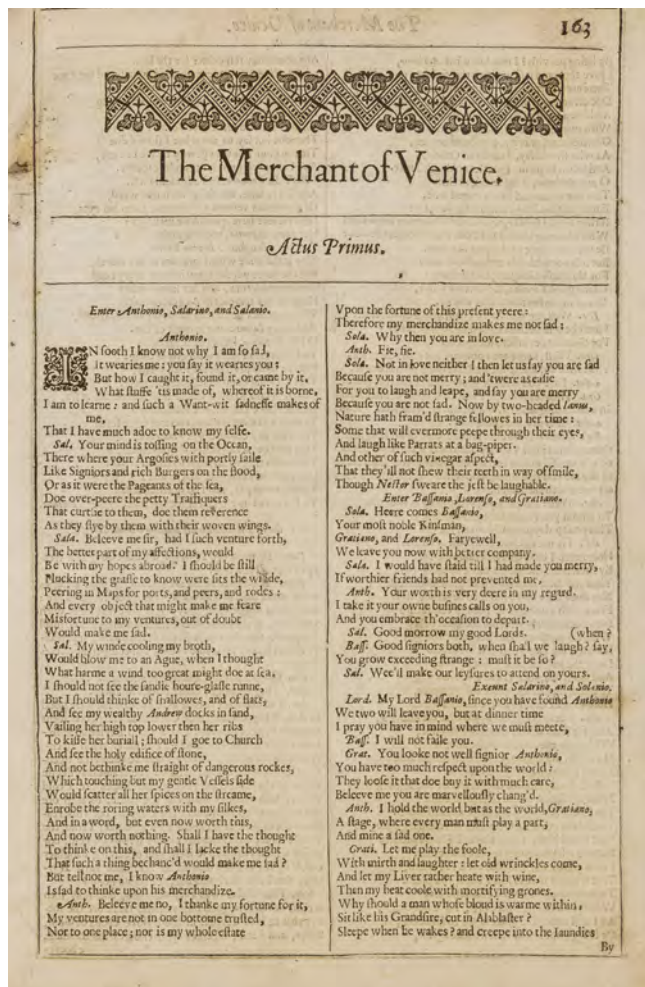 163
The Merchant of Venice.
Actus Primus.
Enter Anthonio, Salarino, and Salanio.
Anthonio.
IN sooth I know not why I am so sad,
It wearies me : you say it wearies you ;
But how I caught it, found it, or came by it,
What stuffe 'tis made of, whereof it is borne,
I am to learne : and such a Want-wit sadnesse makes of
me,
That I have much adoe to know my selfe.
Sal. Your mind is tossing on the Ocean,
There where your Argosies with portly saile
Like Signiors and rich Burgers on the flood,
Or as it were the Pageants of the sea,
Doe over-peere the petty Traffiquers
That curtsie to them, doe them reverence
As they flye by them with their woven wings.
Sala. Beleeve me sir, had I such venture forth,
The better part of my affections, would
Be with my hopes abroad. I should be still
Plucking the grasse to know were sits the winde,
Peering in Maps for ports, and peers, and rodes :
And every object that might make me feare
Misfortune to my ventures, out of doubt
Would make me sad.
Sal. My winde cooling my broth,
Would blow me to an Ague, when I thought
What harme a wind too great might doe at sea.
I should not see the sandie houre-glasse runne,
But I should thinke of shallowes, and of flats,
And see my wealthy Andrew docks in sand,
Vailing her high top lower then her ribs
To kisse her buriall ; should I goe to Church
And see the holy edifice of stone,
And not bethinke me straight of dangerous rockes,
Which touching but my gentle Vessels side
Would scatter all her spices on the streame,
Enrobe the roring waters with my silkes,
And in a word, but even now worth this,
And now worth nothing. Shall I have the thought
To thinke on this, and shall I lacke the thought
That such a thing bechanc'd would make me sad ?
But tell not me, I know Anthonio
Is sad to thinke upon his merchandize.
Anth. Beleeve me no, I thanke my fortune for it,
My ventures are not in one bottome trusted,
Nor to one place ; nor is my whole estate
Vpon the fortune of this present yeere :
Therefore my merchandize makes me not sad :
Sola. Why then you are in love.
Anth. Fie, fie.
Sola. Not in love neither ! then let us say you are sad
Because you are not merry ; and 'twere as easie
For you to laugh and leape, and say you are merry
Because you are not sad. Now by two-headed Ianus,
Nature hath fram'd strange fellowes in her time :
Some that will evermore peepe through their eyes,
And laugh like Parrats at a bag-piper.
And other of such vinegar aspect,
That they'll not shew their teeth in way of smile,
Though Nestor sweare the jest be laughable.
Enter Bassanio, Lorenso, and Gratiano.
Sola. Heere comes Bassanio,
Your most noble Kinsman,
Gratiano, and Lorenso. Faryewell,
We leave you now with better company.
Sala. I would have staid till I had made you merry,
If worthier friends had not prevented me.
Anth. Your worth is very deere in my regard.
I take it your owne busines calls on you,
And you embrace th'occasion to depart.
Sal. Good morrow my good Lords. (when ?
Bass. Good signiors both, when shal we laugh ? say,
You grow exceeding strange : must it be so ?
Sal. Wee'll make our leysures to attend on yours.
Exeunt Salarino, and Solanio.
Lord. My Lord Bassanio, since you have found Anthonio
We two will leave you, but at dinner time
I pray you have in mind where we must meete,
Bass. I will not faile you.
Grat. You looke not well signior Anthonio,
You have too much respect upon the world :
They loose it that doe buy it with much care,
Beleeve me you are marvellously chang'd.
Anth. I hold the world but as the world, Gratiano,
A stage, where every man must play a part,
And mine a sad one.
Grati. Let me play the foole,
With mirth and laughter : let old wrinckles come,
And let my Liver rather heate with wine,
Then my heat coole with mortifying grones.
Why should a man whose bloud is warme within,
Sit like his Grandsire, cut in Alablaster ?
Sleepe when he wakes ? and creepe into the Iaundies
By